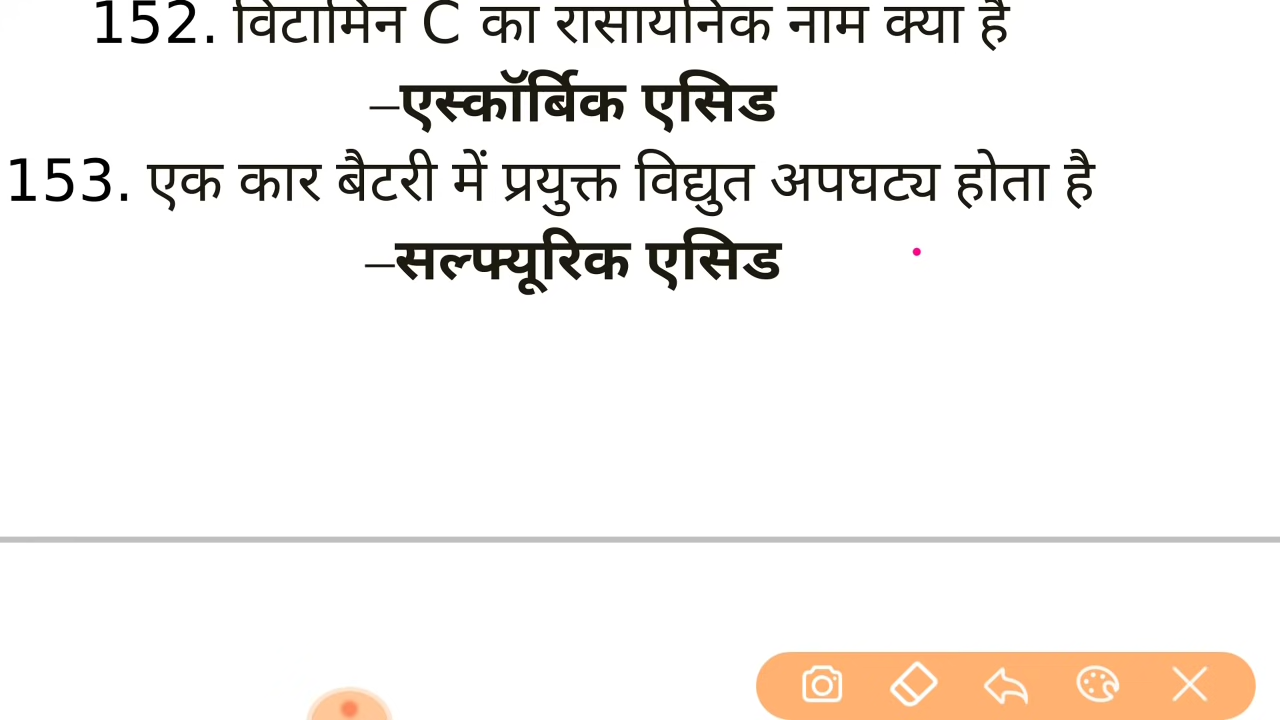 152. विटामिन C का रासायनिक नाम क्या है
–एस्कॉर्बिक एसिड
153. एक कार बैटरी में प्रयुक्त विद्युत अपघट्य होता है
–सल्फ्यूरिक एसिड